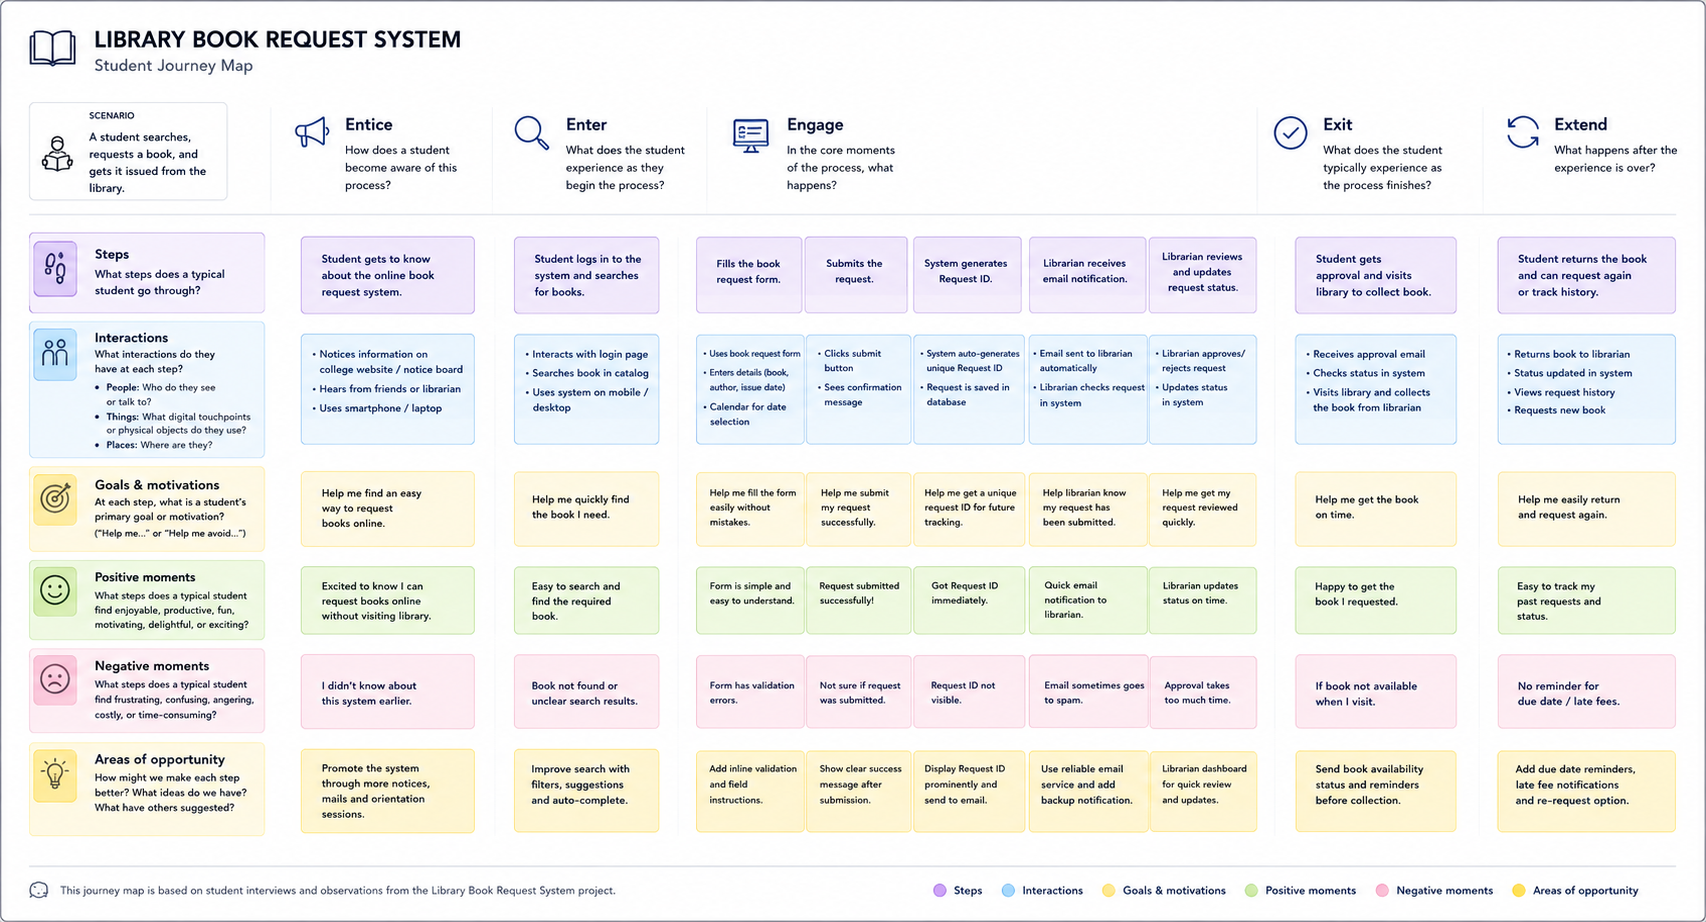 LIBRARY BOOK REQUEST SYSTEM
Student Journey Map
SCENARIO
A student searches,
requests a book, and
gets it issued from the
library.
Entice
How does a student
become aware of this
process?
Enter
What does the student
experience as they
begin the process?
Engage
In the core moments
of the process, what
happens?
Exit
What does the student
typically experience as
the process finishes?
Extend
What happens after the
experience is over?
Steps
What steps does a typical
student go through?
Student gets to know
about the online book
request system.
Student logs in to the
system and searches
for books.
Fills the book
request form.
Submits the
request.
System generates
Request ID.
Librarian receives
email notification.
Librarian reviews
and updates
request status.
Student gets
approval and visits
library to collect book.
Student returns the book
and can request again
or track history.
Interactions
What interactions do they
have at each step?
• People: Who do they see
or talk to?
• Things: What digital touchpoints
or physical objects do they use?
• Places: Where are they?
• Notices information on
college website / notice board
• Hears from friends or librarian
• Uses smartphone / laptop
• Interacts with login page
• Searches book in catalog
• Uses system on mobile /
desktop
• Uses book request form
• Enters details (book,
author, issue date)
• Calendar for date
selection
• Clicks submit
button
• Sees confirmation
message
• System auto-generates
unique Request ID
• Request is saved in
database
• Email sent to librarian
automatically
• Librarian checks request
in system
• Librarian approves/
rejects request
• Updates status
in system
• Receives approval email
• Checks status in system
• Visits library and collects
the book from librarian
• Returns book to librarian
• Status updated in system
• Views request history
• Requests new book
Goals & motivations
At each step, what is a student's
primary goal or motivation?
("Help me..." or "Help me avoid...")
Help me find an easy
way to request
books online.
Help me quickly find
the book I need.
Help me fill the form
easily without
mistakes.
Help me submit
my request
successfully.
Help me get a unique
request ID for future
tracking.
Help librarian know
my request has
been submitted.
Help me get my
request reviewed
quickly.
Help me get the book
on time.
Help me easily return
and request again.
Positive moments
What steps does a typical student
find enjoyable, productive, fun,
motivating, delightful, or exciting?
Excited to know I can
request books online
without visiting library.
Easy to search and
find the required
book.
Form is simple and
easy to understand.
Request submitted
successfully!
Got Request ID
immediately.
Quick email
notification to
librarian.
Librarian updates
status on time.
Happy to get the
book I requested.
Easy to track my
past requests and
status.
Negative moments
What steps does a typical student
find frustrating, confusing, angering,
costly, or time-consuming?
I didn't know about
this system earlier.
Book not found or
unclear search results.
Form has validation
errors.
Not sure if request
was submitted.
Request ID not
visible.
Email sometimes goes
to spam.
Approval takes
too much time.
If book not available
when I visit.
No reminder for
due date / late fees.
Areas of opportunity
How might we make each step
better? What ideas do we have?
What have others suggested?
Promote the system
through more notices,
mails and orientation
sessions.
Improve search with
filters, suggestions
and auto-complete.
Add inline validation
and field
instructions.
Show clear success
message after
submission.
Display Request ID
prominently and
send to email.
Use reliable email
service and add
backup notification.
Librarian dashboard
for quick review
and updates.
Send book availability
status and reminders
before collection.
Add due date reminders,
late fee notifications
and re-request option.
This journey map is based on student interviews and observations from the Library Book Request System project.
Steps
Interactions
Goals & motivations
Positive moments
Negative moments
Areas of opportunity